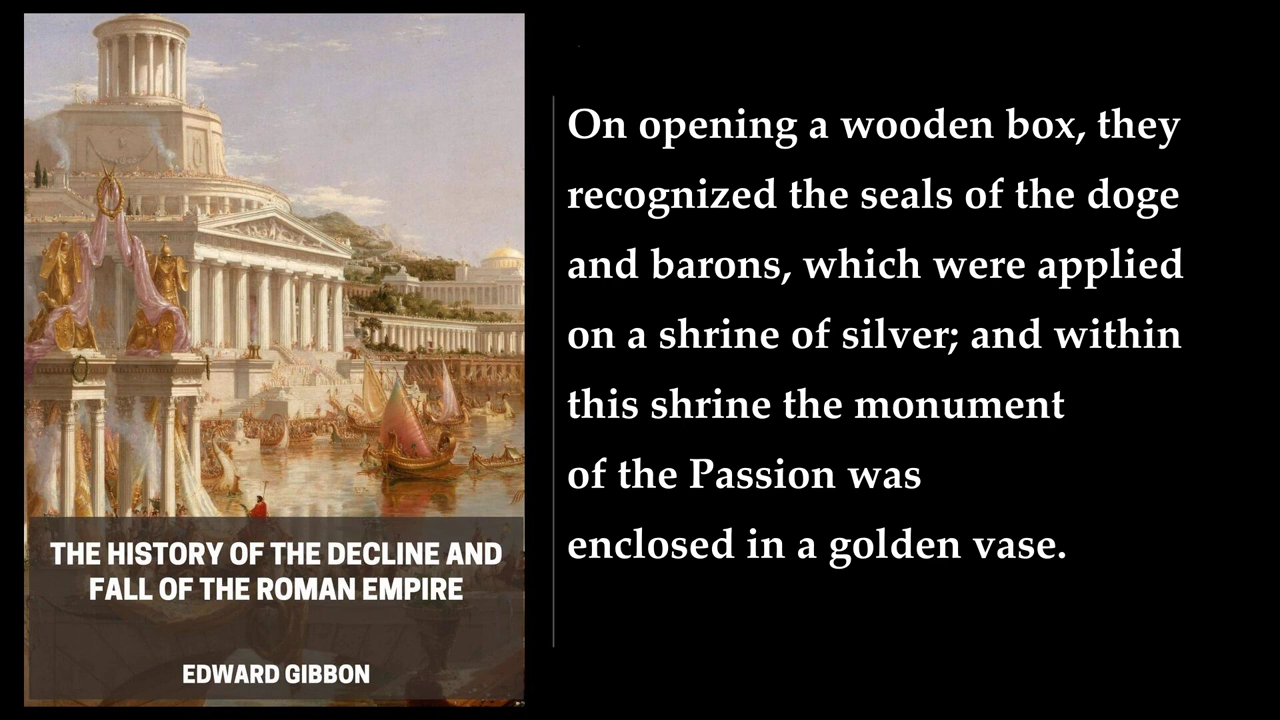 THE HISTORY OF THE DECLINE AND
FALL OF THE ROMAN EMPIRE
EDWARD GIBBON
On opening a wooden box, they
recognized the seals of the doge
and barons, which were applied
on a shrine of silver; and within
this shrine the monument
of the Passion was
enclosed in a golden vase.